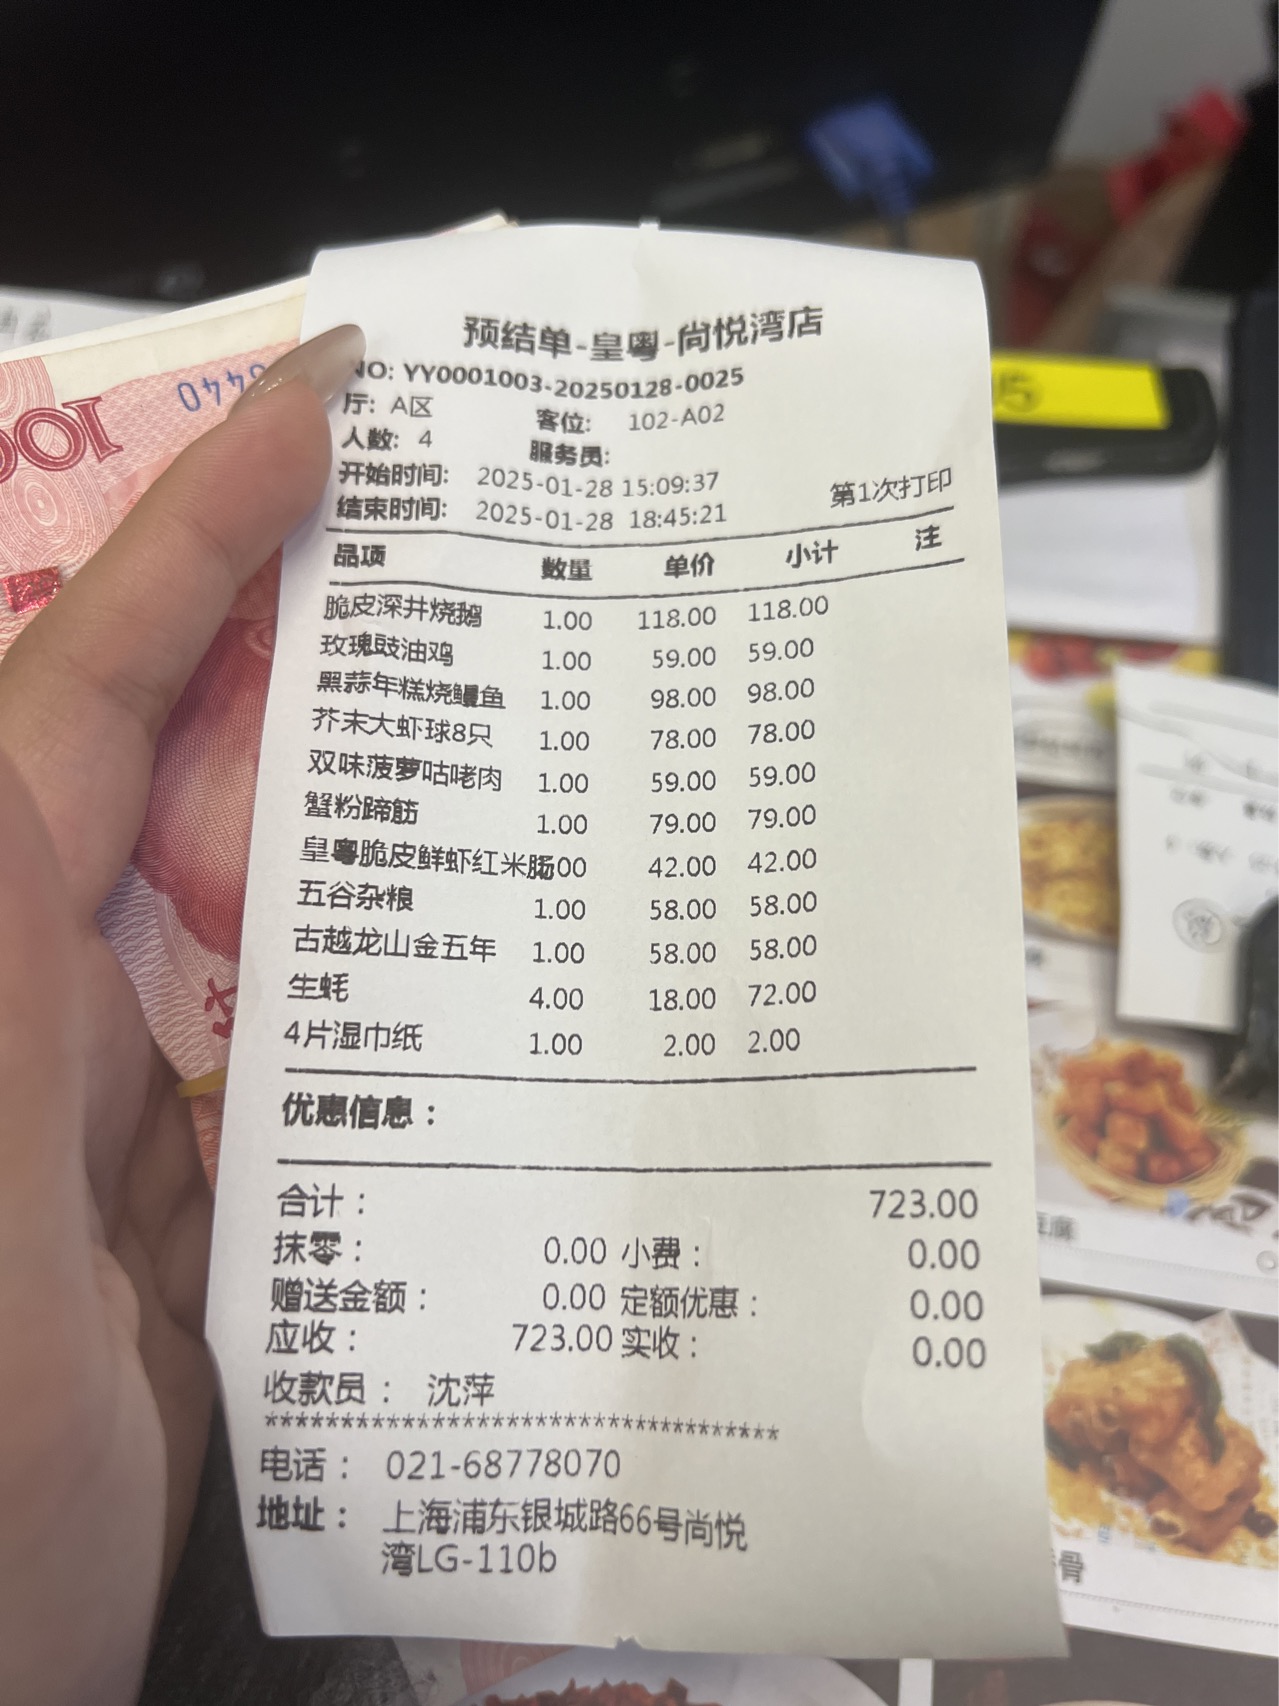 预结单-皇粤-尚悦湾店
NO: YY0001003-20250128-0025
厅: A区 客位: 102-A02
人数: 4 服务员:
开始时间: 2025-01-28 15:09:37
结束时间: 2025-01-28 18:45:21 第1次打印
品项 数量 单价 小计 注
脆皮深井烧鹅 1.00 118.00 118.00
玫瑰豉油鸡 1.00 59.00 59.00
黑蒜年糕烧鳗鱼 1.00 98.00 98.00
芥末大虾球8只 1.00 78.00 78.00
双味菠萝咕咾肉 1.00 59.00 59.00
蟹粉蹄筋 1.00 79.00 79.00
皇粤脆皮鲜虾红米肠00 42.00 42.00
五谷杂粮 1.00 58.00 58.00
古越龙山金五年 1.00 58.00 58.00
生蚝 4.00 18.00 72.00
4片湿巾纸 1.00 2.00 2.00
优惠信息：
合计： 723.00
抹零： 0.00 小费： 0.00
赠送金额： 0.00 定额优惠： 0.00
应收： 723.00 实收： 0.00
收款员： 沈萍
************************************
电话： 021-68778070
地址： 上海浦东银城路66号尚悦
湾LG-110b
100
6440
骨